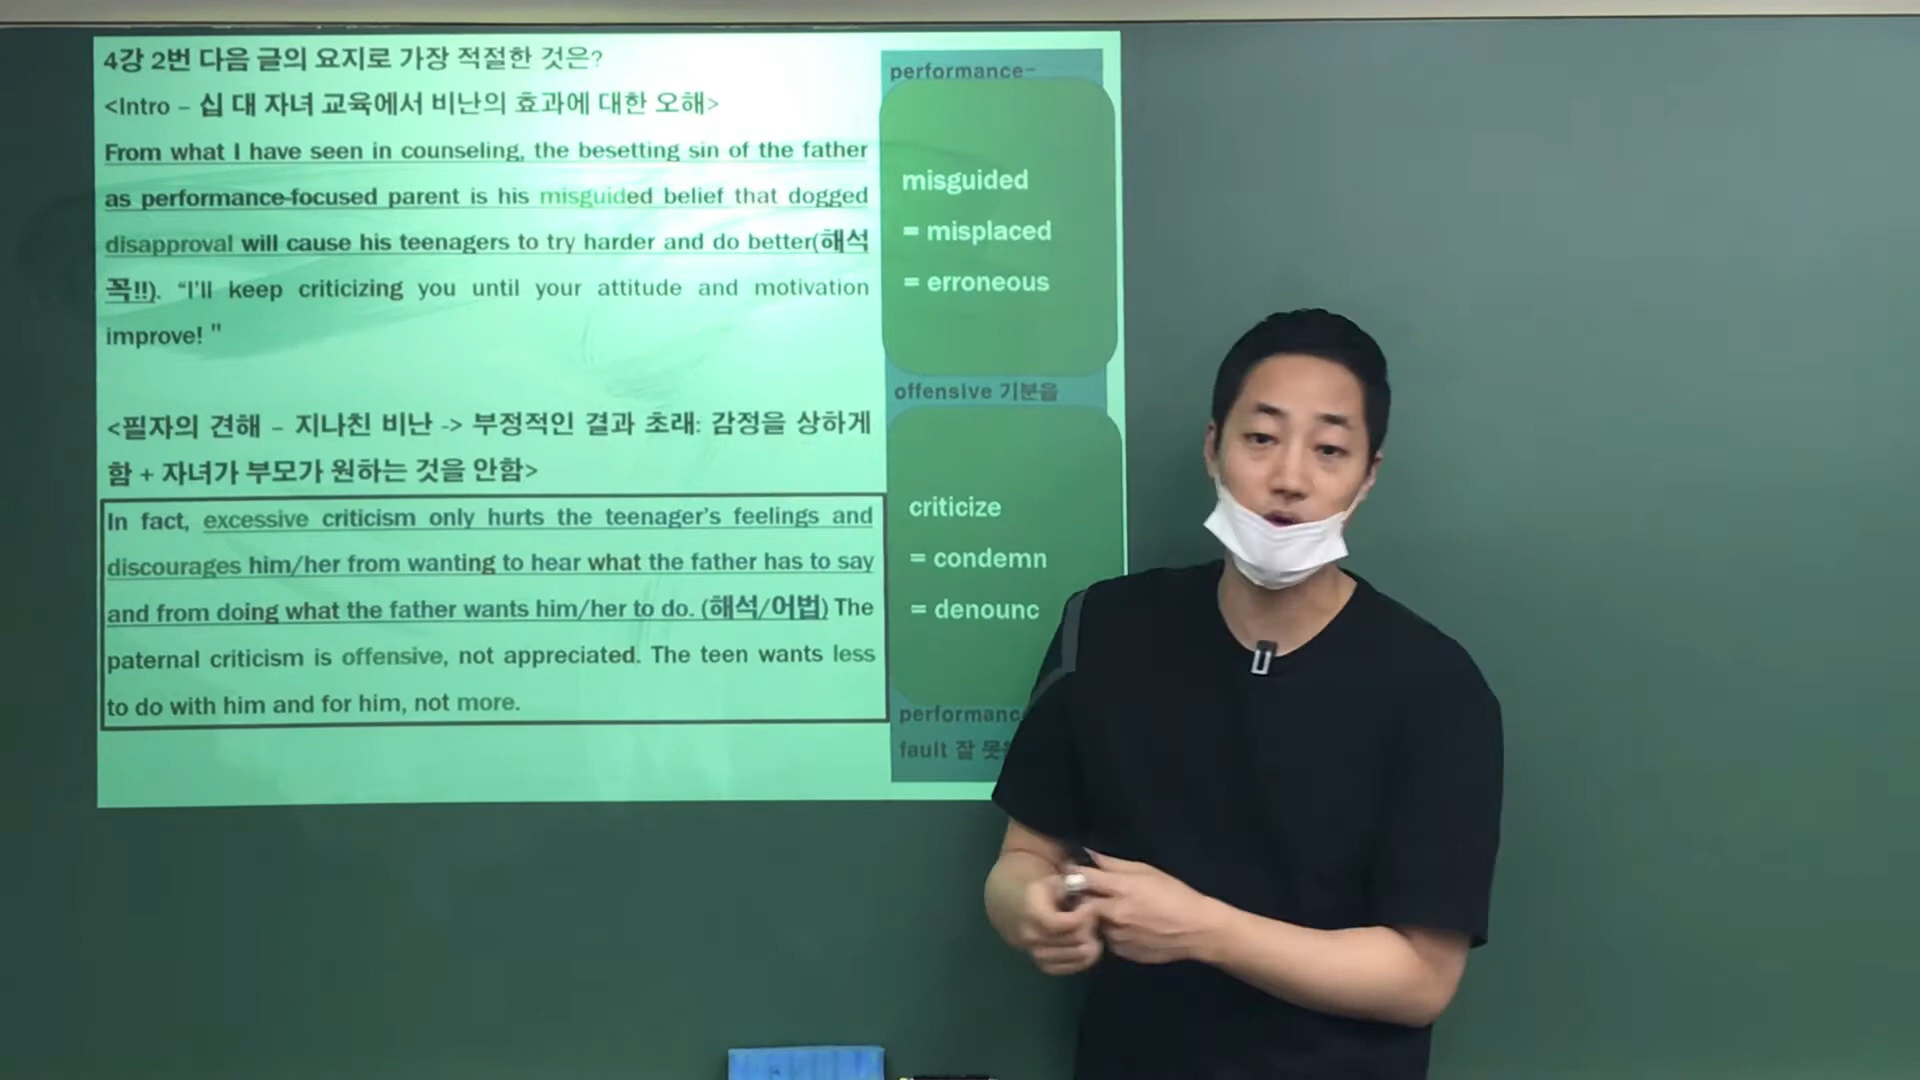 4강 2번 다음 글의 요지로 가장 적절한 것은?
<Intro – 십 대 자녀 교육에서 비난의 효과에 대한 오해>
From what I have seen in counseling, the besetting sin of the father
as performance-focused parent is his misguided belief that dogged
disapproval will cause his teenagers to try harder and do better(해석
꼭!!). “I'll keep criticizing you until your attitude and motivation
improve! "
<필자의 견해 – 지나친 비난 -> 부정적인 결과 초래: 감정을 상하게
함 + 자녀가 부모가 원하는 것을 안함>
In fact, excessive criticism only hurts the teenager's feelings and
discourages him/her from wanting to hear what the father has to say
and from doing what the father wants him/her to do. (해석/어법) The
paternal criticism is offensive, not appreciated. The teen wants less
to do with him and for him, not more.
performance-
misguided
= misplaced
= erroneous
offensive 기분을
criticize
= condemn
= denounc
performanc
fault 잘